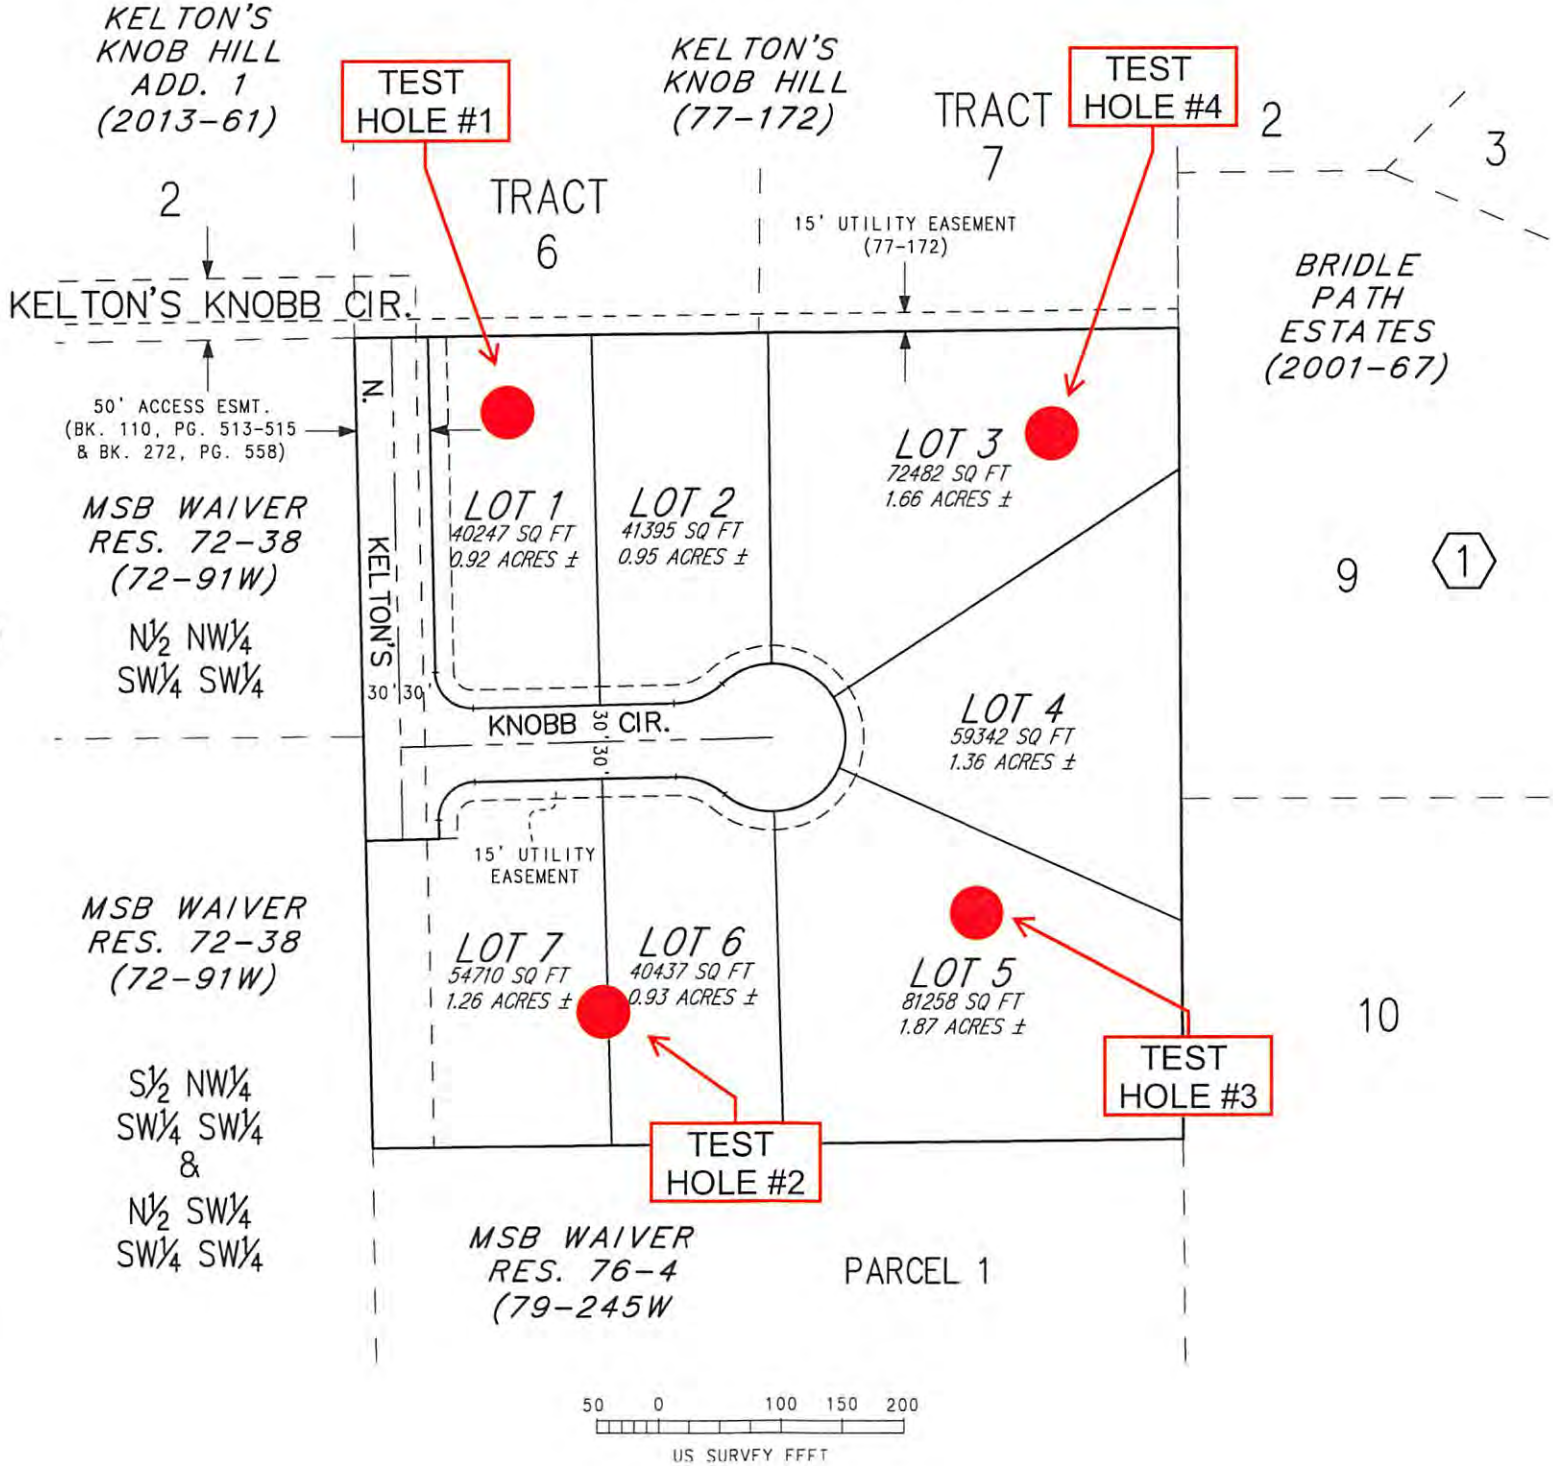 KELTON'S
KNOB HILL
ADD. 1
(2013-61)
TEST
HOLE #1
KELTON'S
KNOB HILL
(77-172)
TRACT
7
TEST
HOLE #4
2
3
2
TRACT
6
15' UTILITY EASEMENT
(77-172)
KELTON'S KNOBB CIR.
BRIDLE
PATH
ESTATES
(2001-67)
50' ACCESS ESMT.
(BK. 110, PG. 513-515
& BK. 272, PG. 558)
N.
KELTON'S
30' 30'
MSB WAIVER
RES. 72-38
(72-91W)
N½ NW¼
SW¼ SW¼
LOT 1
40247 SQ FT
0.92 ACRES ±
LOT 2
41395 SQ FT
0.95 ACRES ±
LOT 3
72482 SQ FT
1.66 ACRES ±
9
1
KNOBB CIR.
30' 30'
LOT 4
59342 SQ FT
1.36 ACRES ±
15' UTILITY
EASEMENT
MSB WAIVER
RES. 72-38
(72-91W)
LOT 7
54710 SQ FT
1.26 ACRES ±
LOT 6
40437 SQ FT
0.93 ACRES ±
LOT 5
81258 SQ FT
1.87 ACRES ±
10
TEST
HOLE #3
S½ NW¼
SW¼ SW¼
&
N½ SW¼
SW¼ SW¼
TEST
HOLE #2
MSB WAIVER
RES. 76-4
(79-245W
PARCEL 1
50 0 100 150 200
US SURVFY FFFT